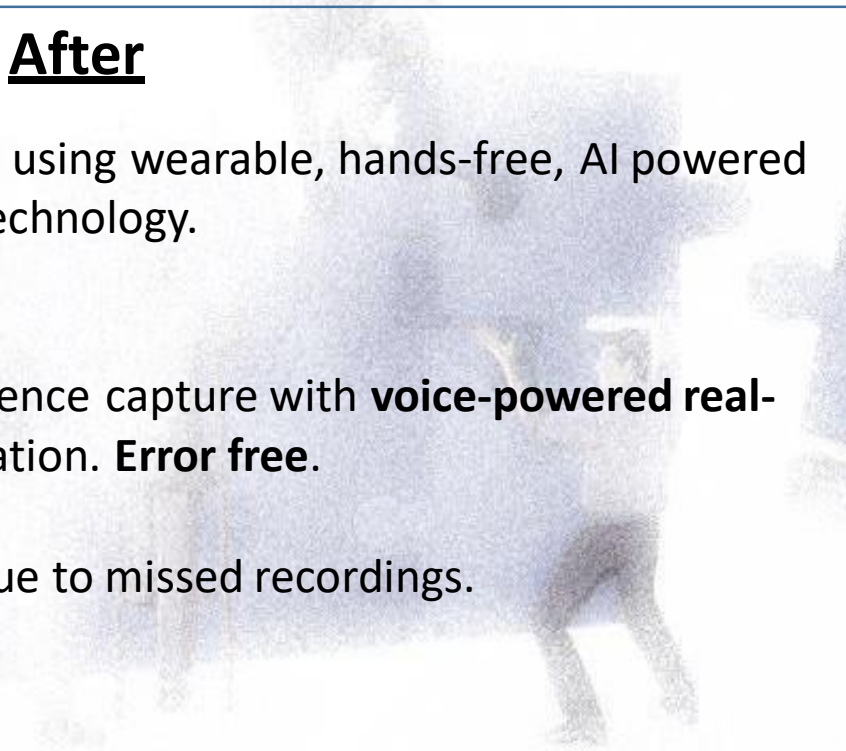 After
using wearable, hands-free, AI powered
echnology.
ence capture with voice-powered real-
ation. Error free.
ue to missed recordings.